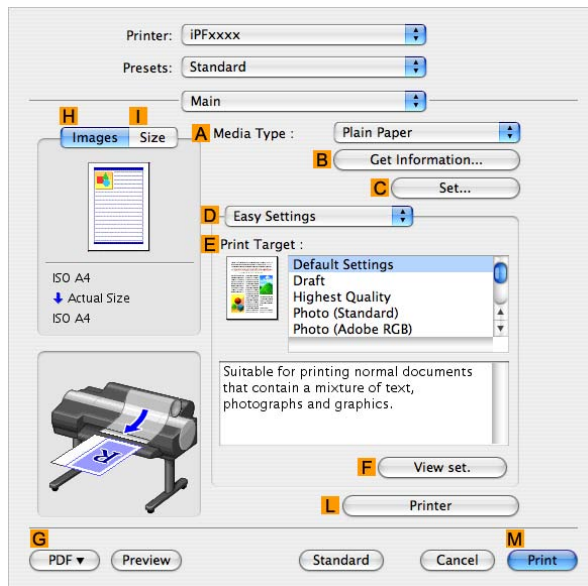 Printer: iPFxxxx
Presets: Standard
Main
H I
Images Size
A Media Type : Plain Paper
B Get Information...
C Set...
D Easy Settings
E Print Target :
Default Settings
Draft
Highest Quality
Photo (Standard)
Photo (Adobe RGB)
ISO A4
Actual Size
ISO A4
Suitable for printing normal documents
that contain a mixture of text,
photographs and graphics.
R
F View set.
L Printer
G M
PDF ▼ Preview Standard Cancel Print